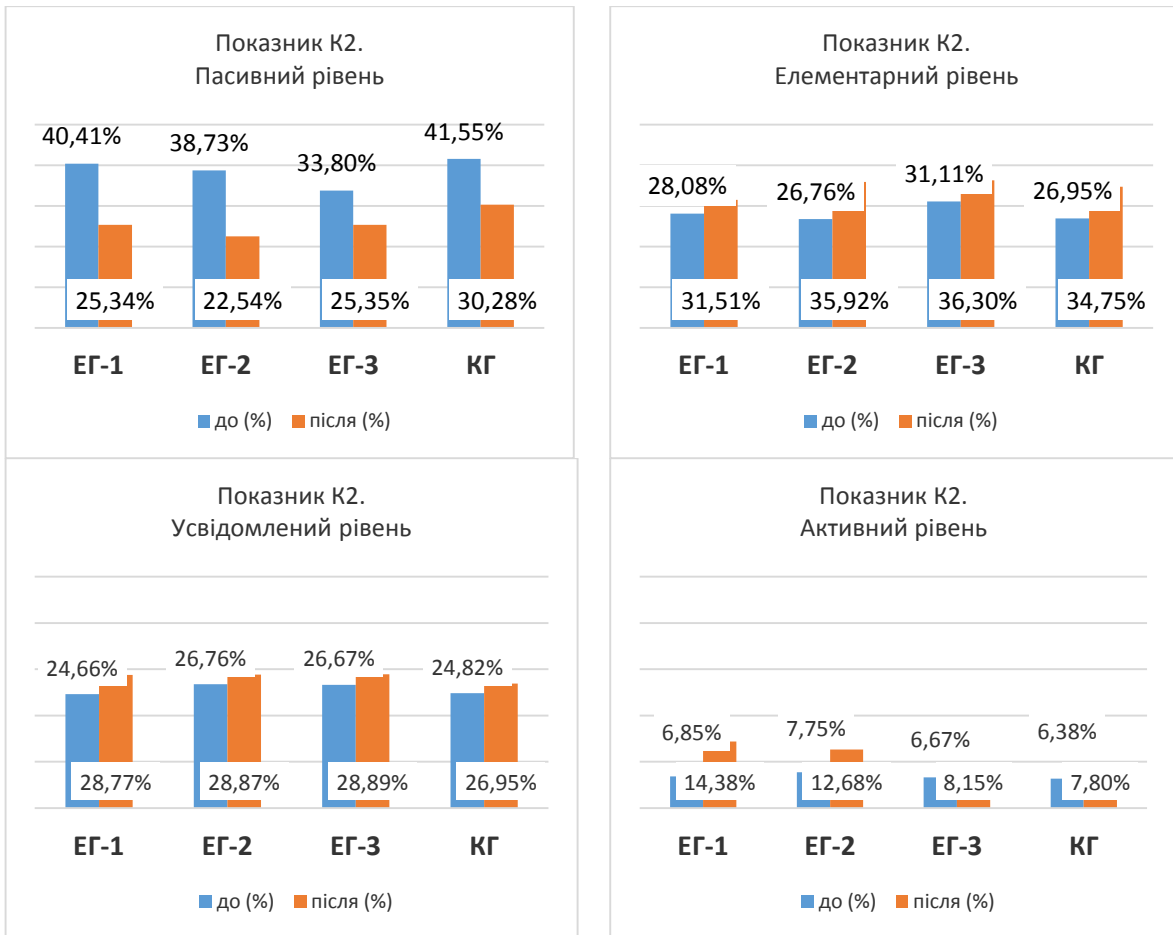 Показник К2.
Пасивний рівень
40,41% 38,73% 33,80% 41,55%
25,34% 22,54% 25,35% 30,28%
ЕГ-1 ЕГ-2 ЕГ-3 КГ
до (%) після (%)
Показник К2.
Елементарний рівень
28,08% 26,76% 31,11% 26,95%
31,51% 35,92% 36,30% 34,75%
ЕГ-1 ЕГ-2 ЕГ-3 КГ
до (%) після (%)
Показник К2.
Усвідомлений рівень
24,66% 26,76% 26,67% 24,82%
28,77% 28,87% 28,89% 26,95%
ЕГ-1 ЕГ-2 ЕГ-3 КГ
до (%) після (%)
Показник К2.
Активний рівень
6,85% 7,75% 6,67% 6,38%
14,38% 12,68% 8,15% 7,80%
ЕГ-1 ЕГ-2 ЕГ-3 КГ
до (%) після (%)